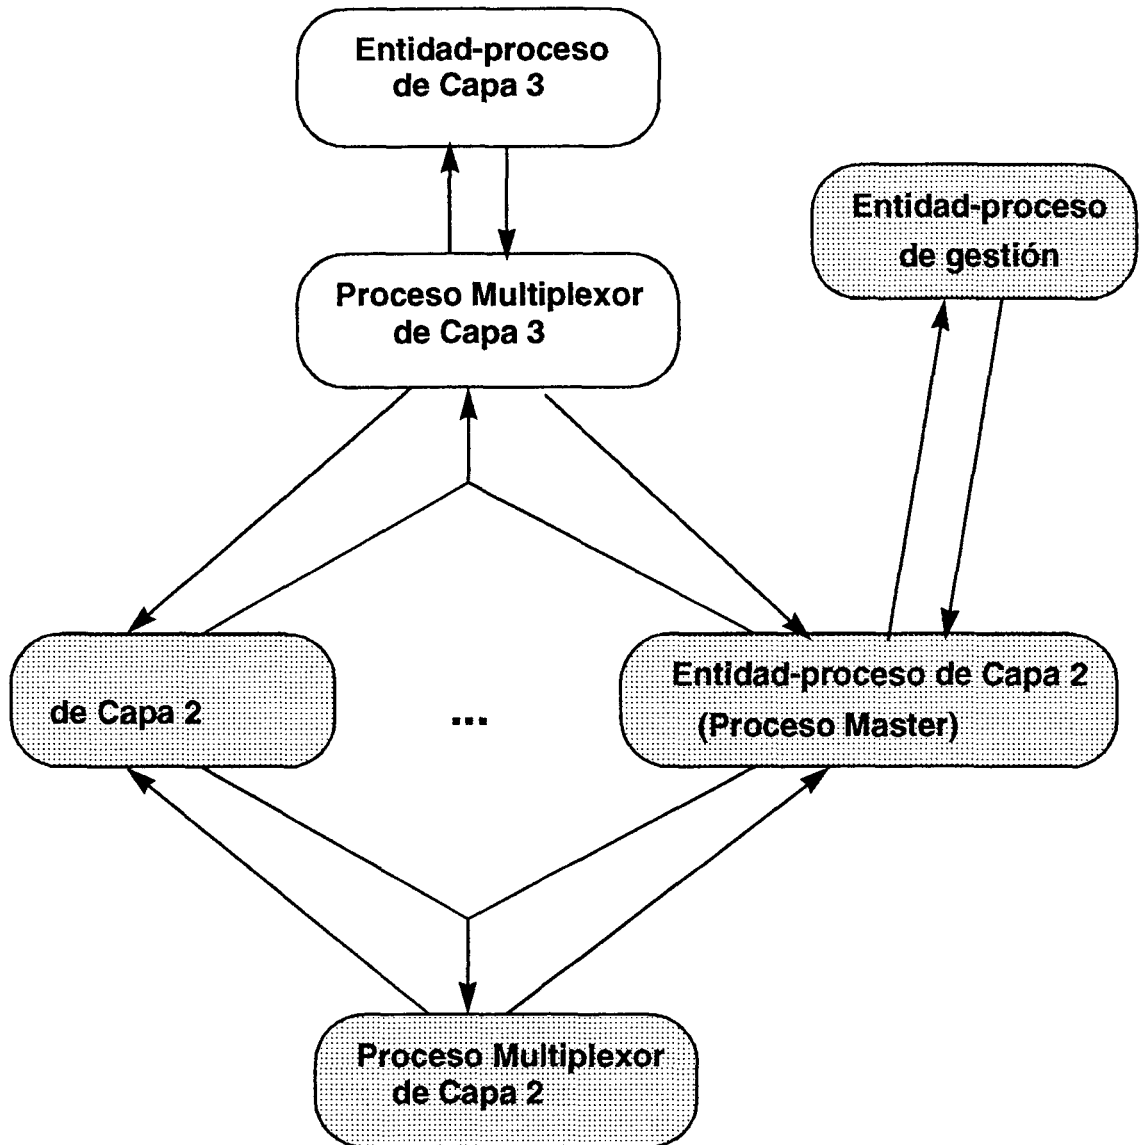 Entidad-proceso
de Capa 3
Entidad-proceso
de gestión
Proceso Multiplexor
de Capa 3
de Capa 2
...
Entidad-proceso de Capa 2
(Proceso Master)
Proceso Multiplexor
de Capa 2